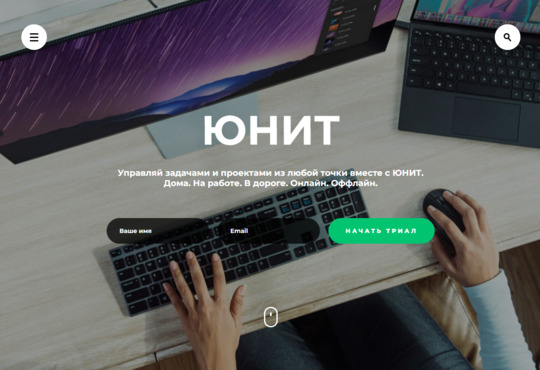 ЮНИТ
Управляй задачами и проектами из любой точки вместе с ЮНИТ.
Дома. На работе. В дороге. Онлайн. Оффлайн.
Ваше имя
Email
НАЧАТЬ ТРИАЛ